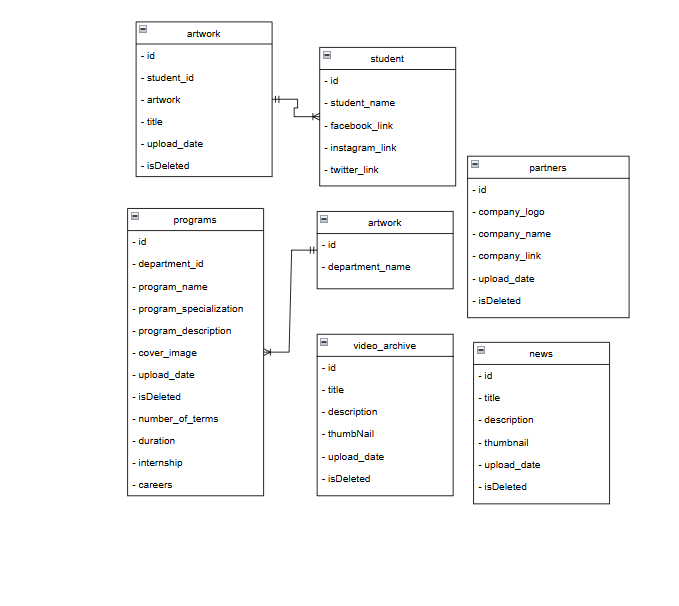 artwork
- id
- student_id
- artwork
- title
- upload_date
- isDeleted
student
- id
- student_name
- facebook_link
- instagram_link
- twitter_link
partners
- id
- company_logo
- company_name
- company_link
- upload_date
- isDeleted
programs
- id
- department_id
- program_name
- program_specialization
- program_description
- cover_image
- upload_date
- isDeleted
- number_of_terms
- duration
- internship
- careers
artwork
- id
- department_name
video_archive
- id
- title
- description
- thumbNail
- upload_date
- isDeleted
news
- id
- title
- description
- thumbnail
- upload_date
- isDeleted